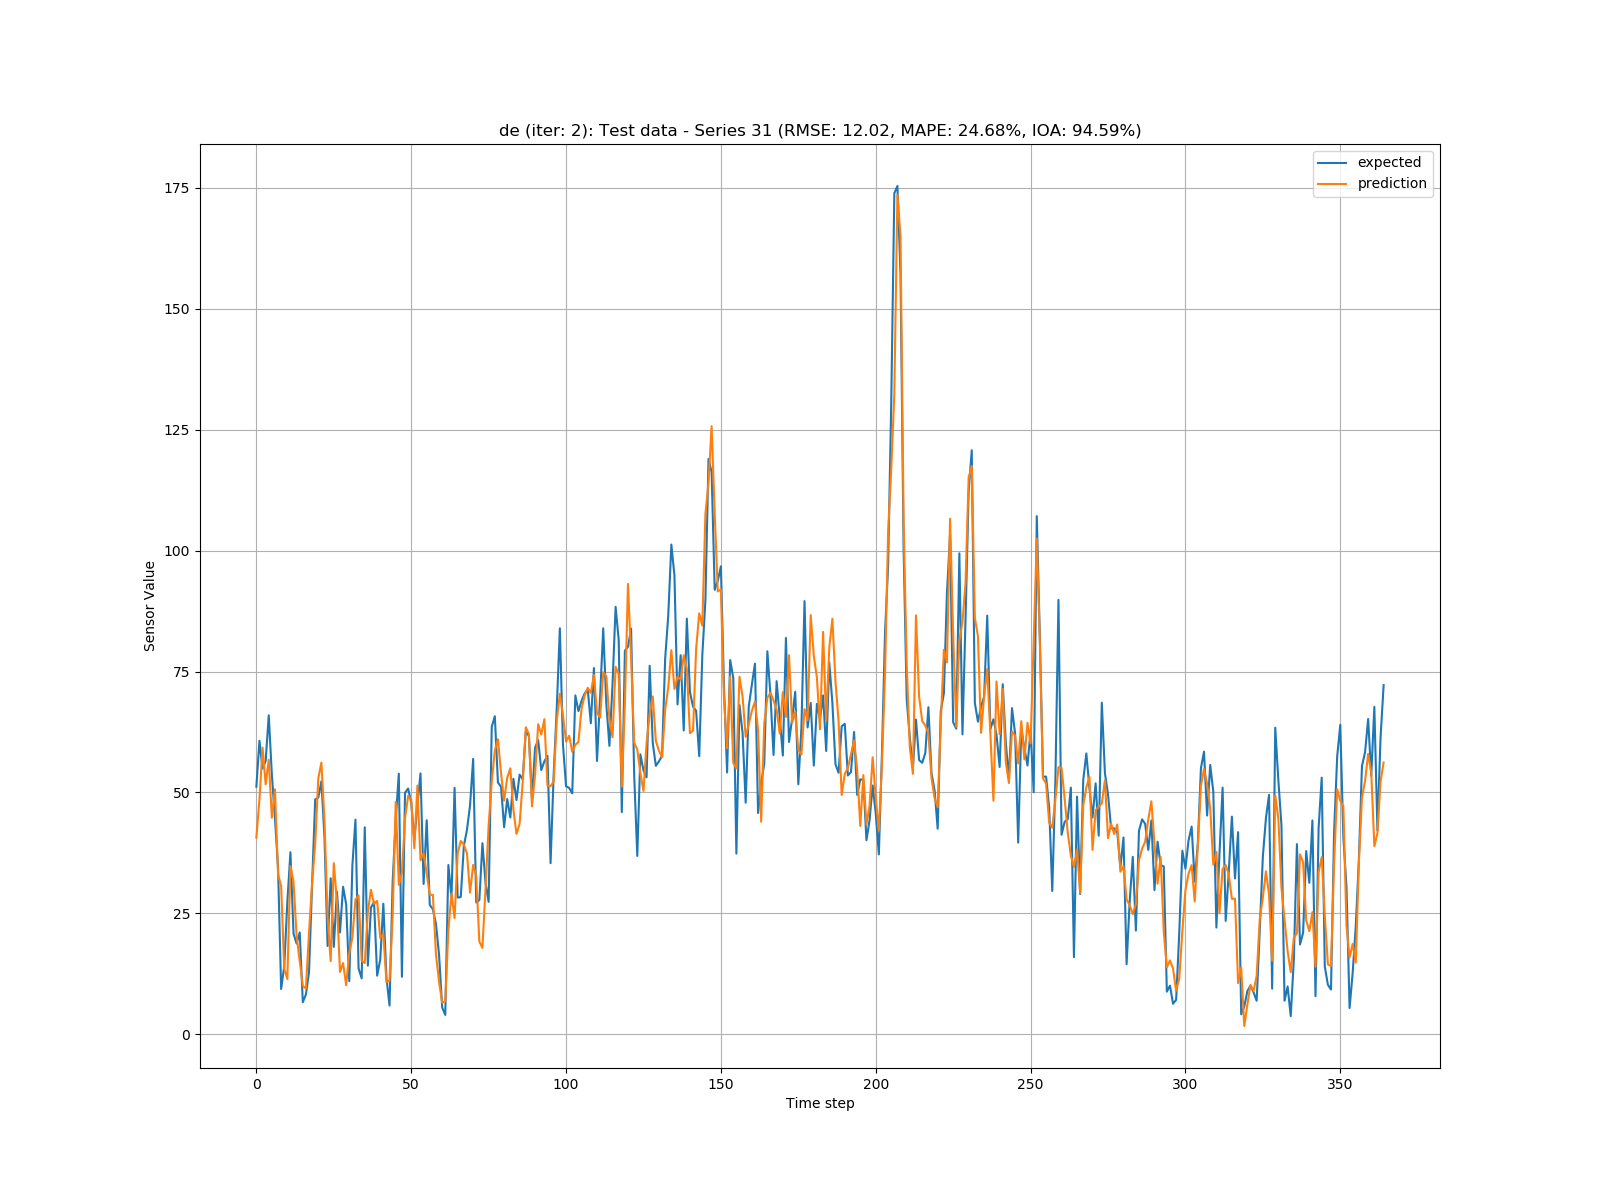 de (iter: 2): Test data - Series 31 (RMSE: 12.02, MAPE: 24.68%, IOA: 94.59%)
expected
prediction
175
150
125
100
75
50
25
0
Sensor Value
0 50 100 150 200 250 300 350
Time step